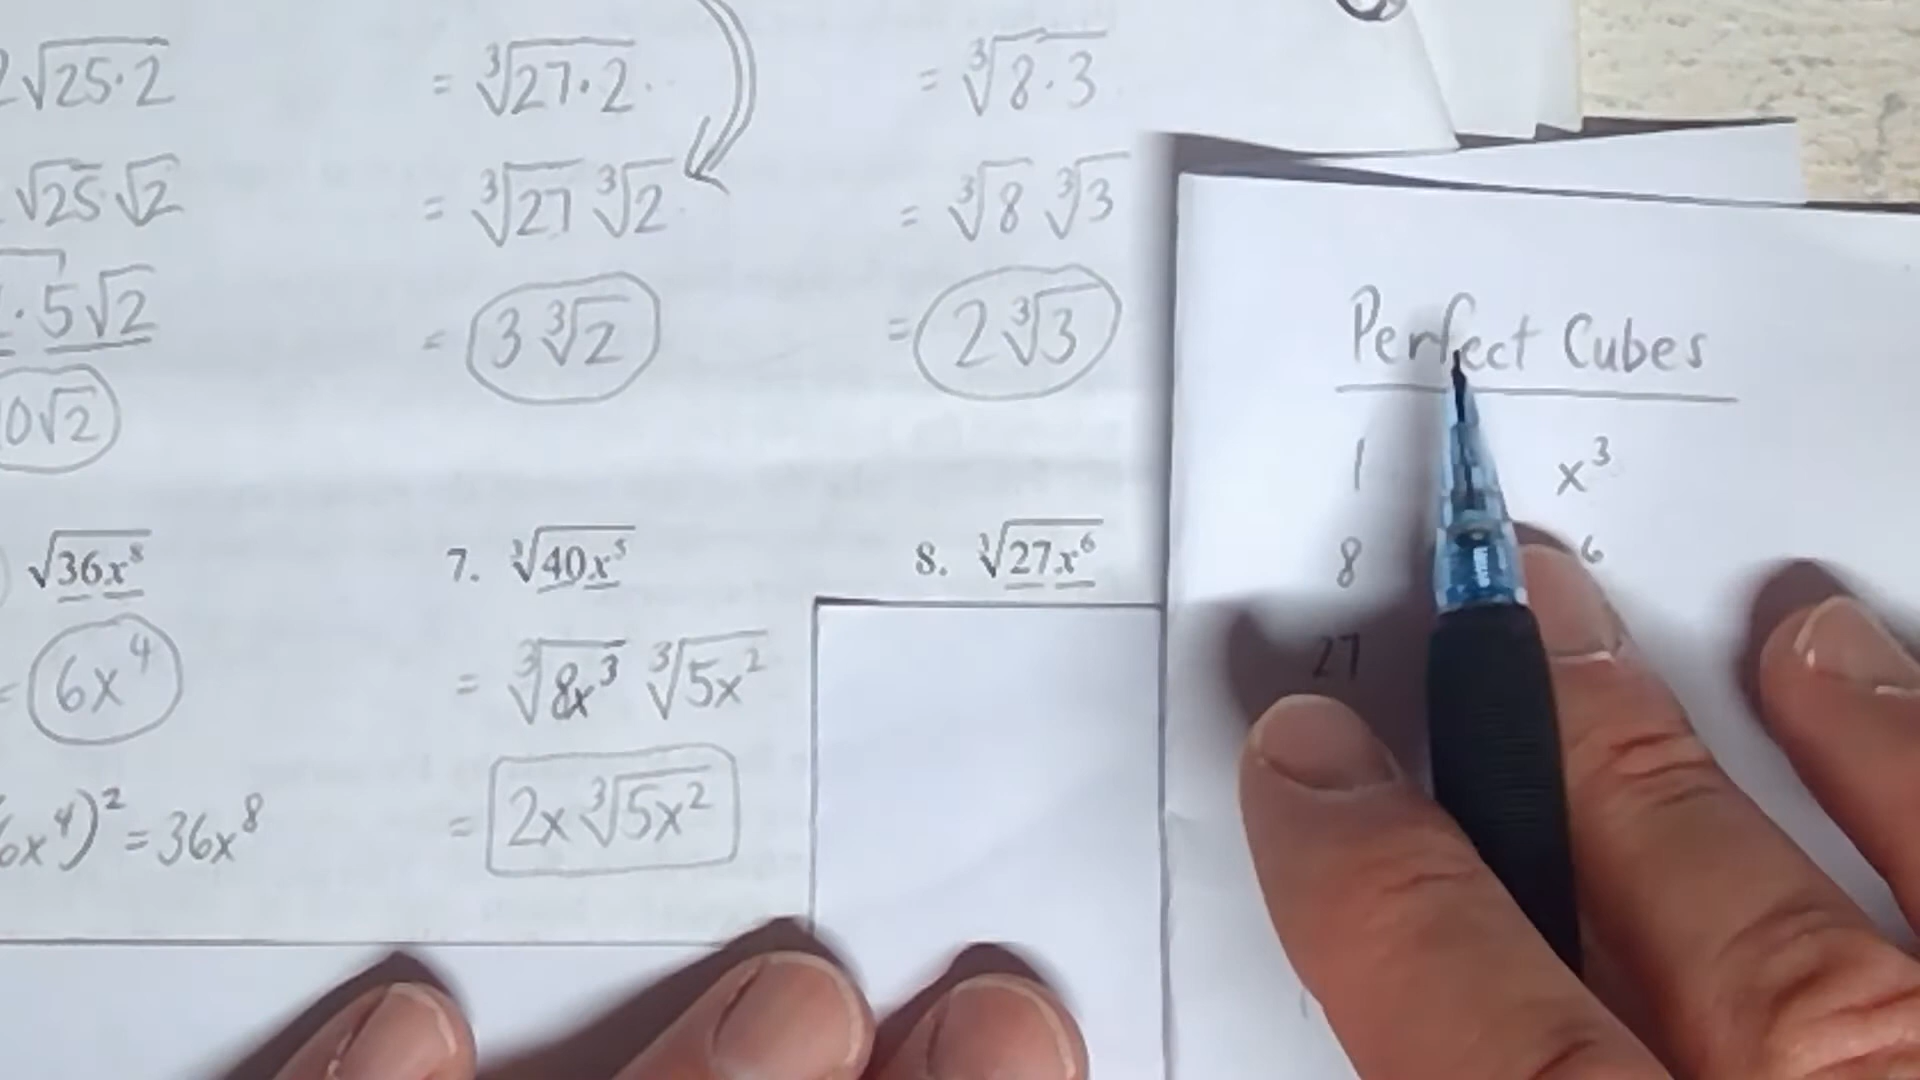 2√25·2
√25 √2
· 5√2
0√2
= ∛27·2
= ∛27 ∛2
= 3∛2
= ∛8·3
= ∛8 ∛3
= 2∛3
√36x⁸
= 6x⁴
6x⁴)² = 36x⁸
7. ∛40x⁵
= ∛8x³ ∛5x²
= 2x∛5x²
8. ∛27x⁶
Perfect Cubes
1 x³
8 6
27